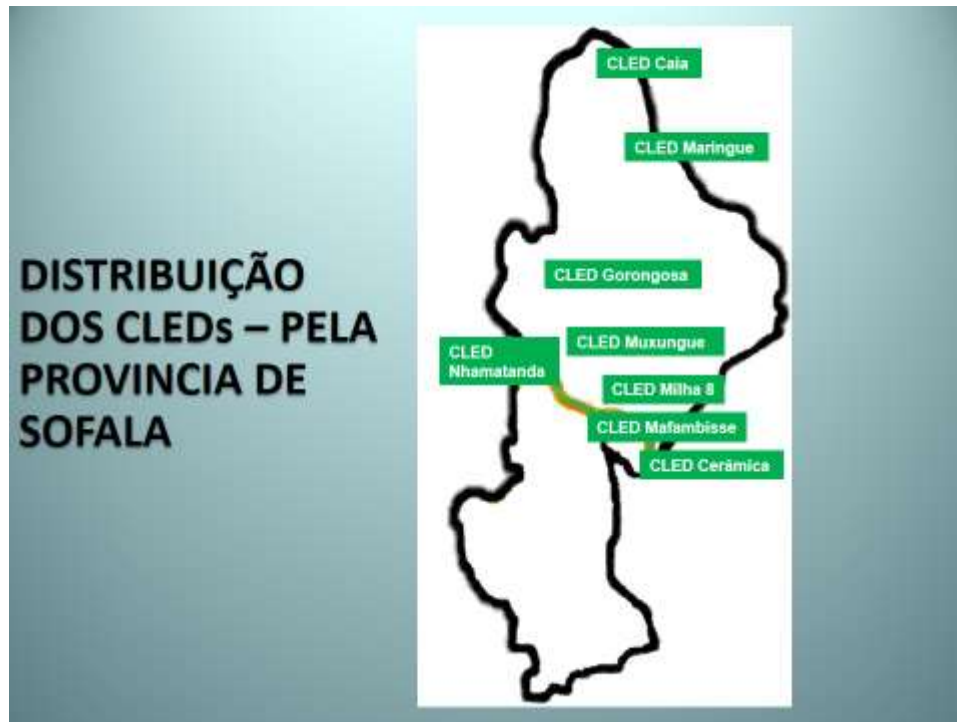 DISTRIBUIÇÃO
DOS CLEDs – PELA
PROVINCIA DE
SOFALA
CLED Caia
CLED Maringue
CLED Gorongosa
CLED Muxungue
CLED
Nhamatanda
CLED Milha 8
CLED Mafambisse
CLED Cerâmica